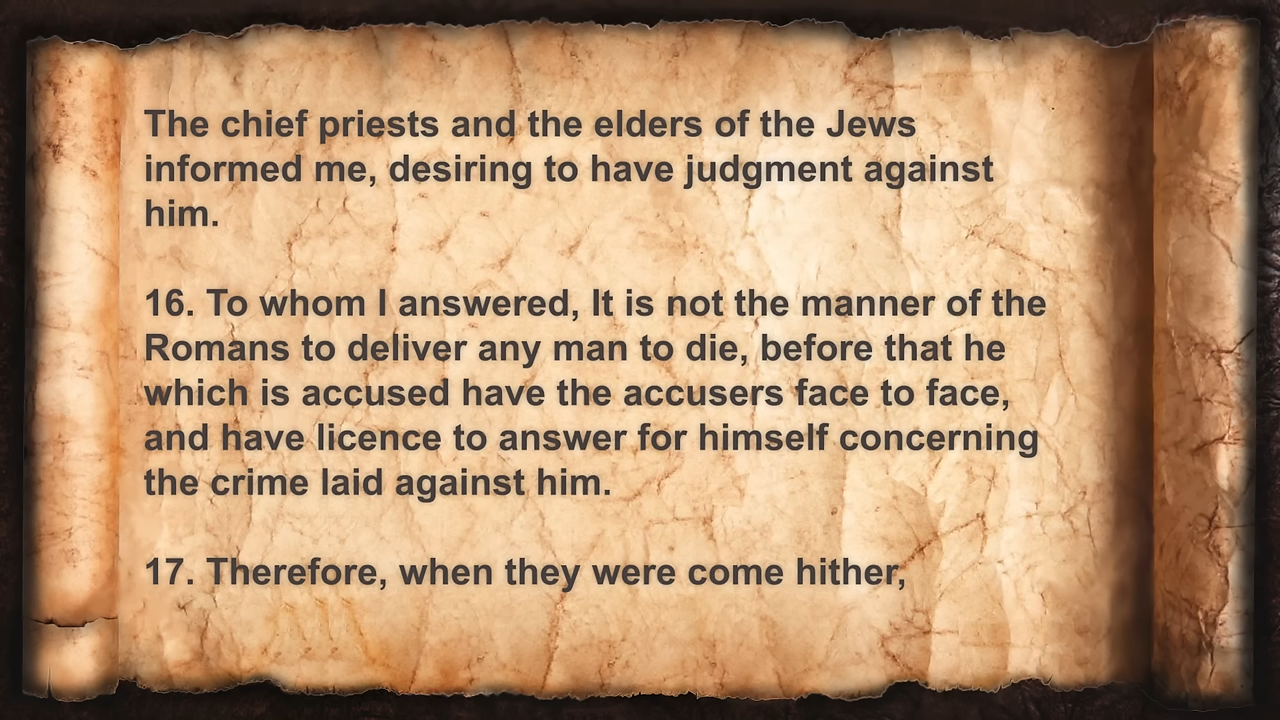 The chief priests and the elders of the Jews
informed me, desiring to have judgment against
him.
16. To whom I answered, It is not the manner of the
Romans to deliver any man to die, before that he
which is accused have the accusers face to face,
and have licence to answer for himself concerning
the crime laid against him.
17. Therefore, when they were come hither,